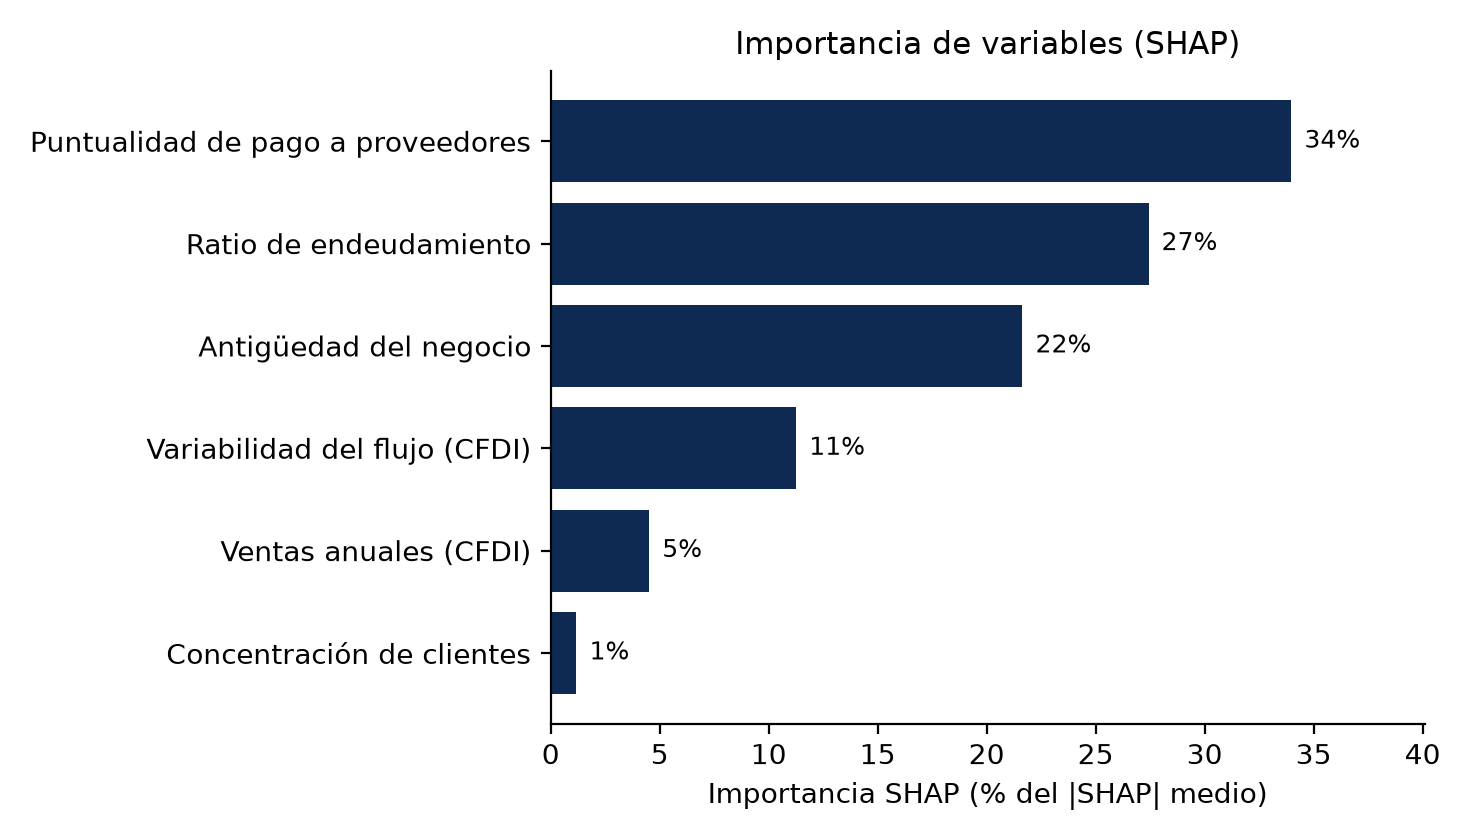 Importancia de variables (SHAP)
Puntualidad de pago a proveedores
34%
Ratio de endeudamiento
27%
Antigüedad del negocio
22%
Variabilidad del flujo (CFDI)
11%
Ventas anuales (CFDI)
5%
Concentración de clientes
1%
0 5 10 15 20 25 30 35 40
Importancia SHAP (% del |SHAP| medio)